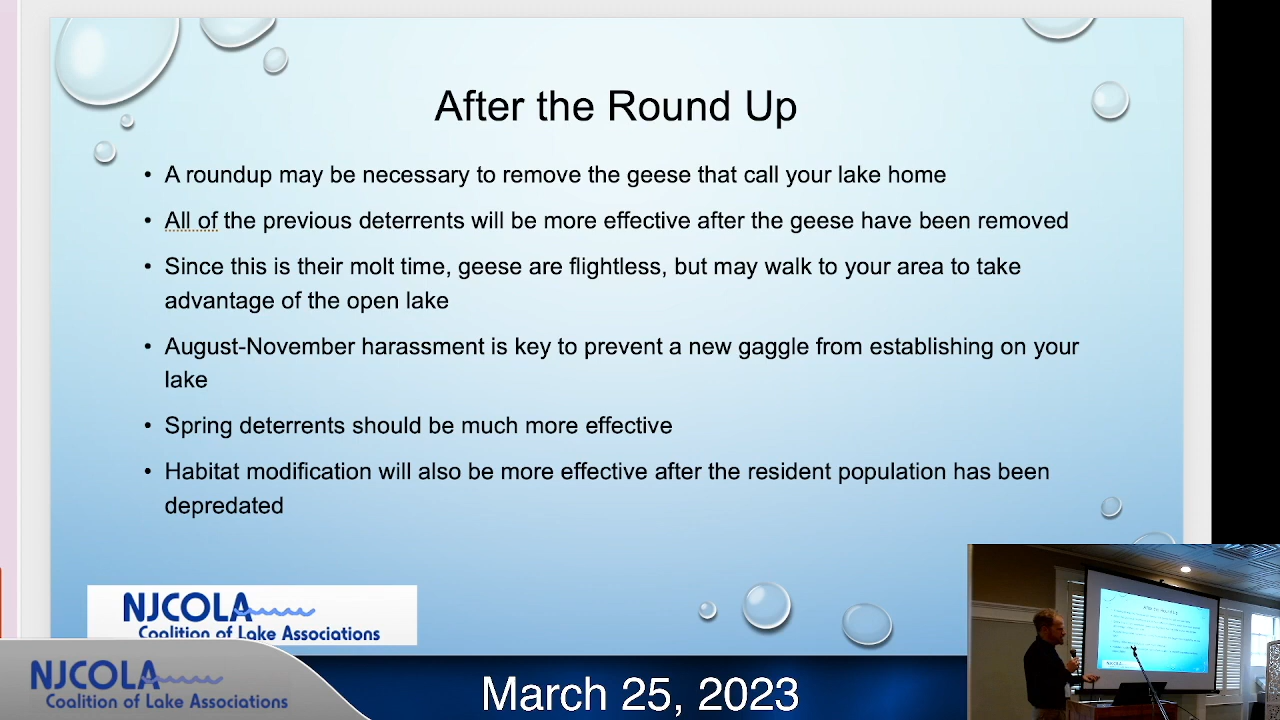 After the Round Up
• A roundup may be necessary to remove the geese that call your lake home
• All of the previous deterrents will be more effective after the geese have been removed
• Since this is their molt time, geese are flightless, but may walk to your area to take
advantage of the open lake
• August-November harassment is key to prevent a new gaggle from establishing on your
lake
• Spring deterrents should be much more effective
• Habitat modification will also be more effective after the resident population has been
depredated
NJCOLA
Coalition of Lake Associations
NJCOLA
Coalition of Lake Associations
March 25, 2023